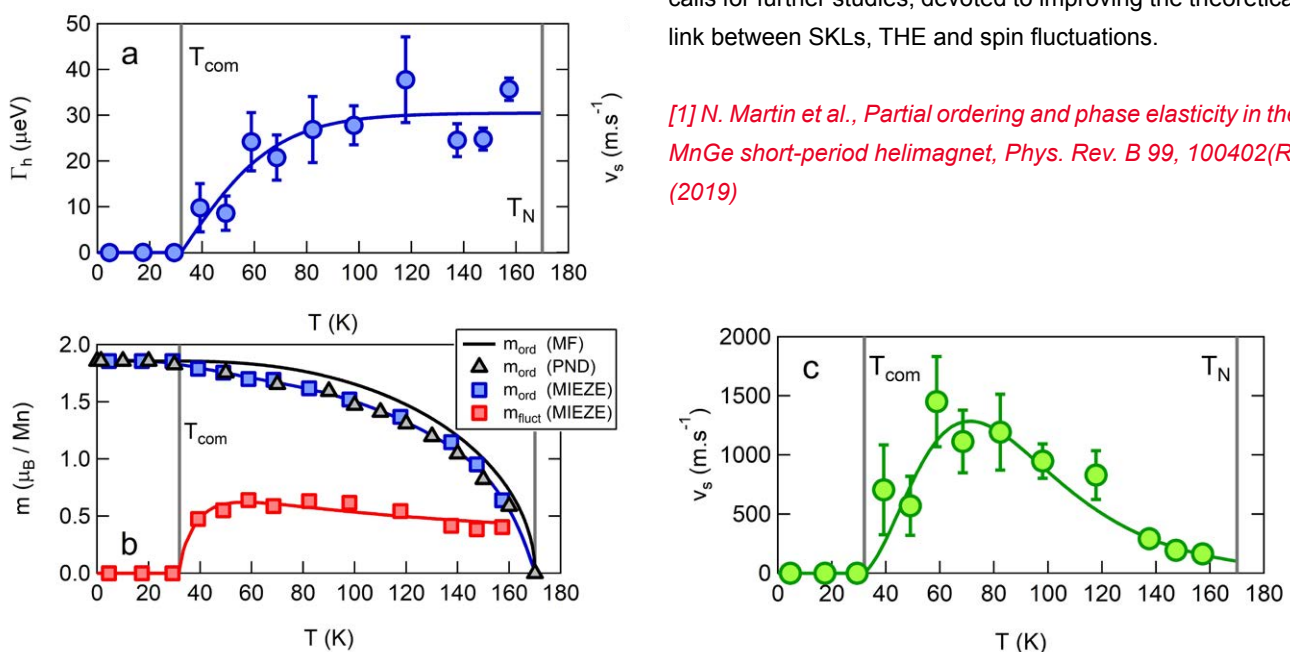 calls for further studies, devoted to improving the theoretical
link between SKLs, THE and spin fluctuations.
[1] N. Martin et al., Partial ordering and phase elasticity in the
MnGe short-period helimagnet, Phys. Rev. B 99, 100402(R
(2019)
50
40
30
20
10
0
Γh (μeV)
a
Tcom
TN
vs (m.s-1)
0 20 40 60 80 100 120 140 160 180
T (K)
2.0
1.5
1.0
0.5
0.0
m (μB / Mn)
b
Tcom
mord (MF)
mord (PND)
mord (MIEZE)
mfluct (MIEZE)
0 20 40 60 80 100 120 140 160 180
T (K)
2000
1500
1000
500
0
vs (m.s-1)
c
Tcom
TN
0 20 40 60 80 100 120 140 160 180
T (K)